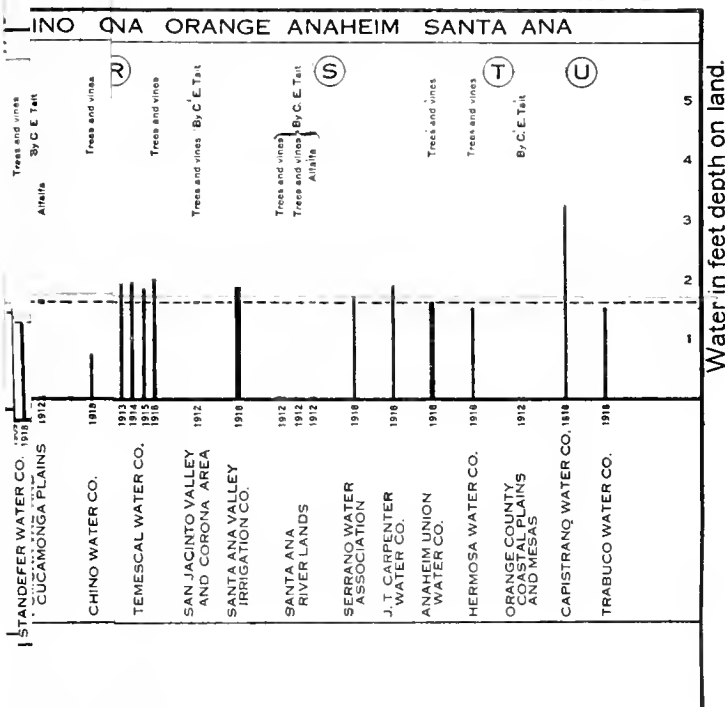 INO ONA ORANGE ANAHEIM SANTA ANA
R
S
T
U
Trees and vines
By C. E. Tait
Alfalfa
Trees and vines
Trees and vines
Trees and vines
By C. E. Tait
Trees and vines
Trees and vines
Alfalfa
By C. E. Tait
Trees and vines
Trees and vines
By C. E. Tait
5
4
3
2
1
Water in feet depth on land.
1918
1912
1918
1913
1914
1915
1916
1912
1918
1912
1912
1912
1918
1918
1918
1918
1912
1918
1918
STANDEFER WATER CO.
CUCAMONGA PLAINS
CHINO WATER CO.
TEMESCAL WATER CO.
SAN JACINTO VALLEY
AND CORONA AREA
SANTA ANA VALLEY
IRRIGATION CO.
SANTA ANA
RIVER LANDS
SERRANO WATER
ASSOCIATION
J. T CARPENTER
WATER CO.
ANAHEIM UNION
WATER CO.
HERMOSA WATER CO.
ORANGE COUNTY
COASTAL PLAINS
AND MESAS
CAPISTRANO WATER CO.
TRABUCO WATER CO.